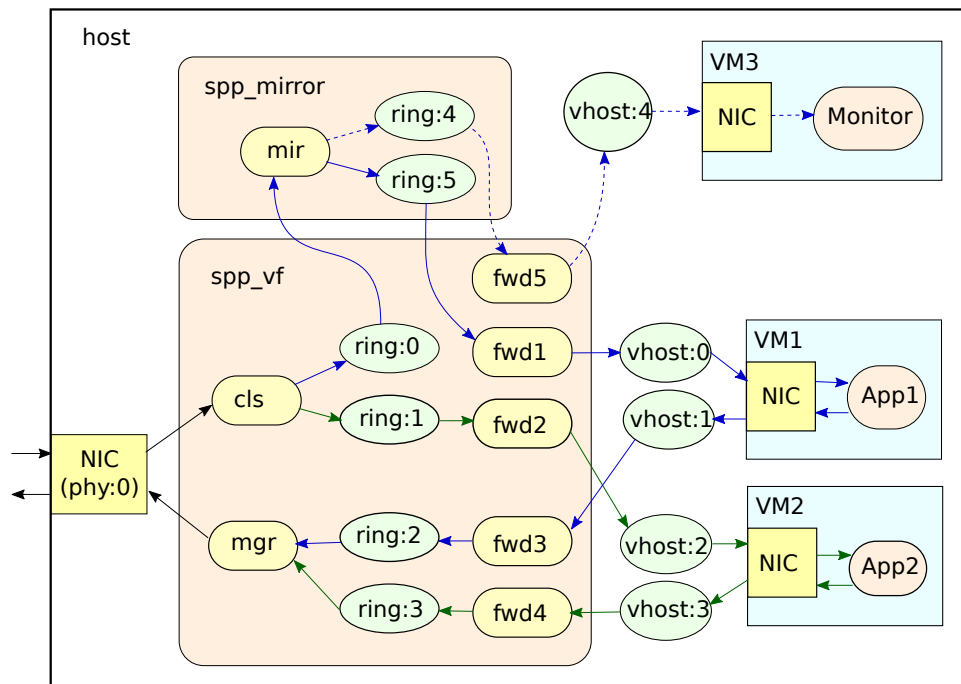 host
VM3
spp_mirror
ring:4
vhost:4
NIC
Monitor
mir
ring:5
spp_vf
fwd5
ring:0
fwd1
vhost:0
VM1
cls
NIC
App1
ring:1
fwd2
vhost:1
NIC
(phy:0)
VM2
mgr
ring:2
fwd3
vhost:2
NIC
App2
ring:3
fwd4
vhost:3